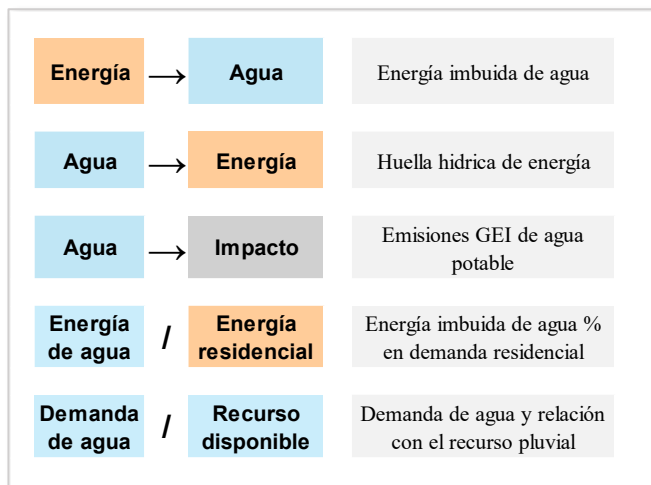 Energía → Agua Energía imbuida de agua
Agua → Energía Huella hidrica de energía
Agua → Impacto Emisiones GEI de agua
potable
Energía
de agua / Energía
residencial Energía imbuida de agua %
en demanda residencial
Demanda
de agua / Recurso
disponible Demanda de agua y relación
con el recurso pluvial